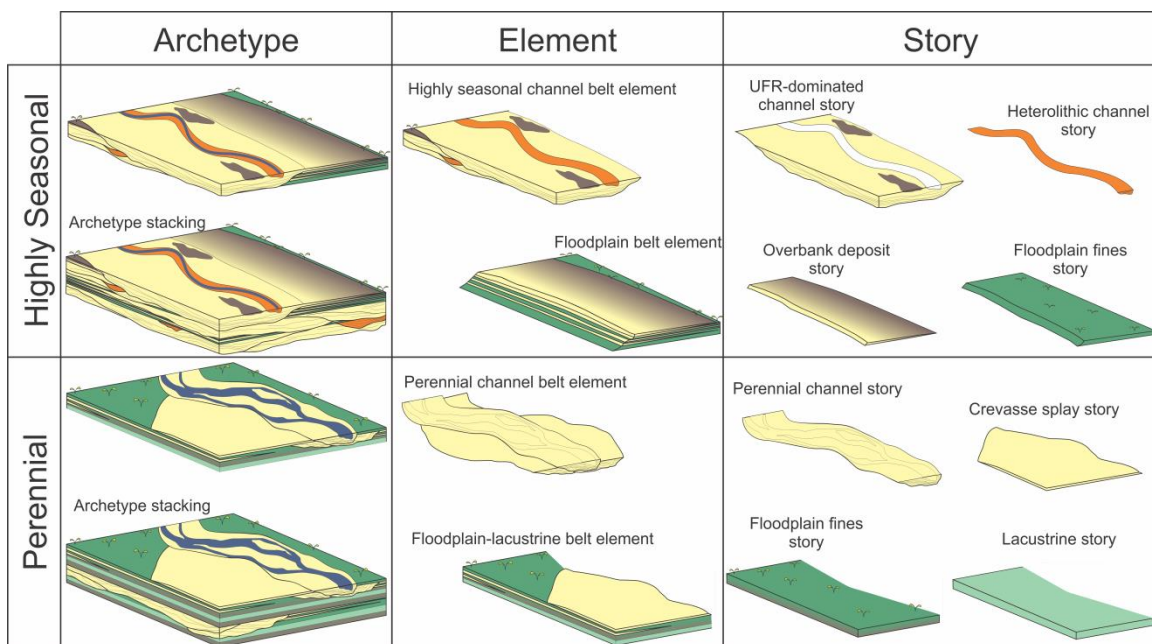 Archetype
Element
Story
Highly Seasonal
Highly seasonal channel belt element
UFR-dominated
channel story
Heterolithic channel
story
Archetype stacking
Floodplain belt element
Overbank deposit
story
Floodplain fines
story
Perennial
Perennial channel belt element
Perennial channel story
Crevasse splay story
Archetype stacking
Floodplain-lacustrine belt element
Floodplain fines
story
Lacustrine story